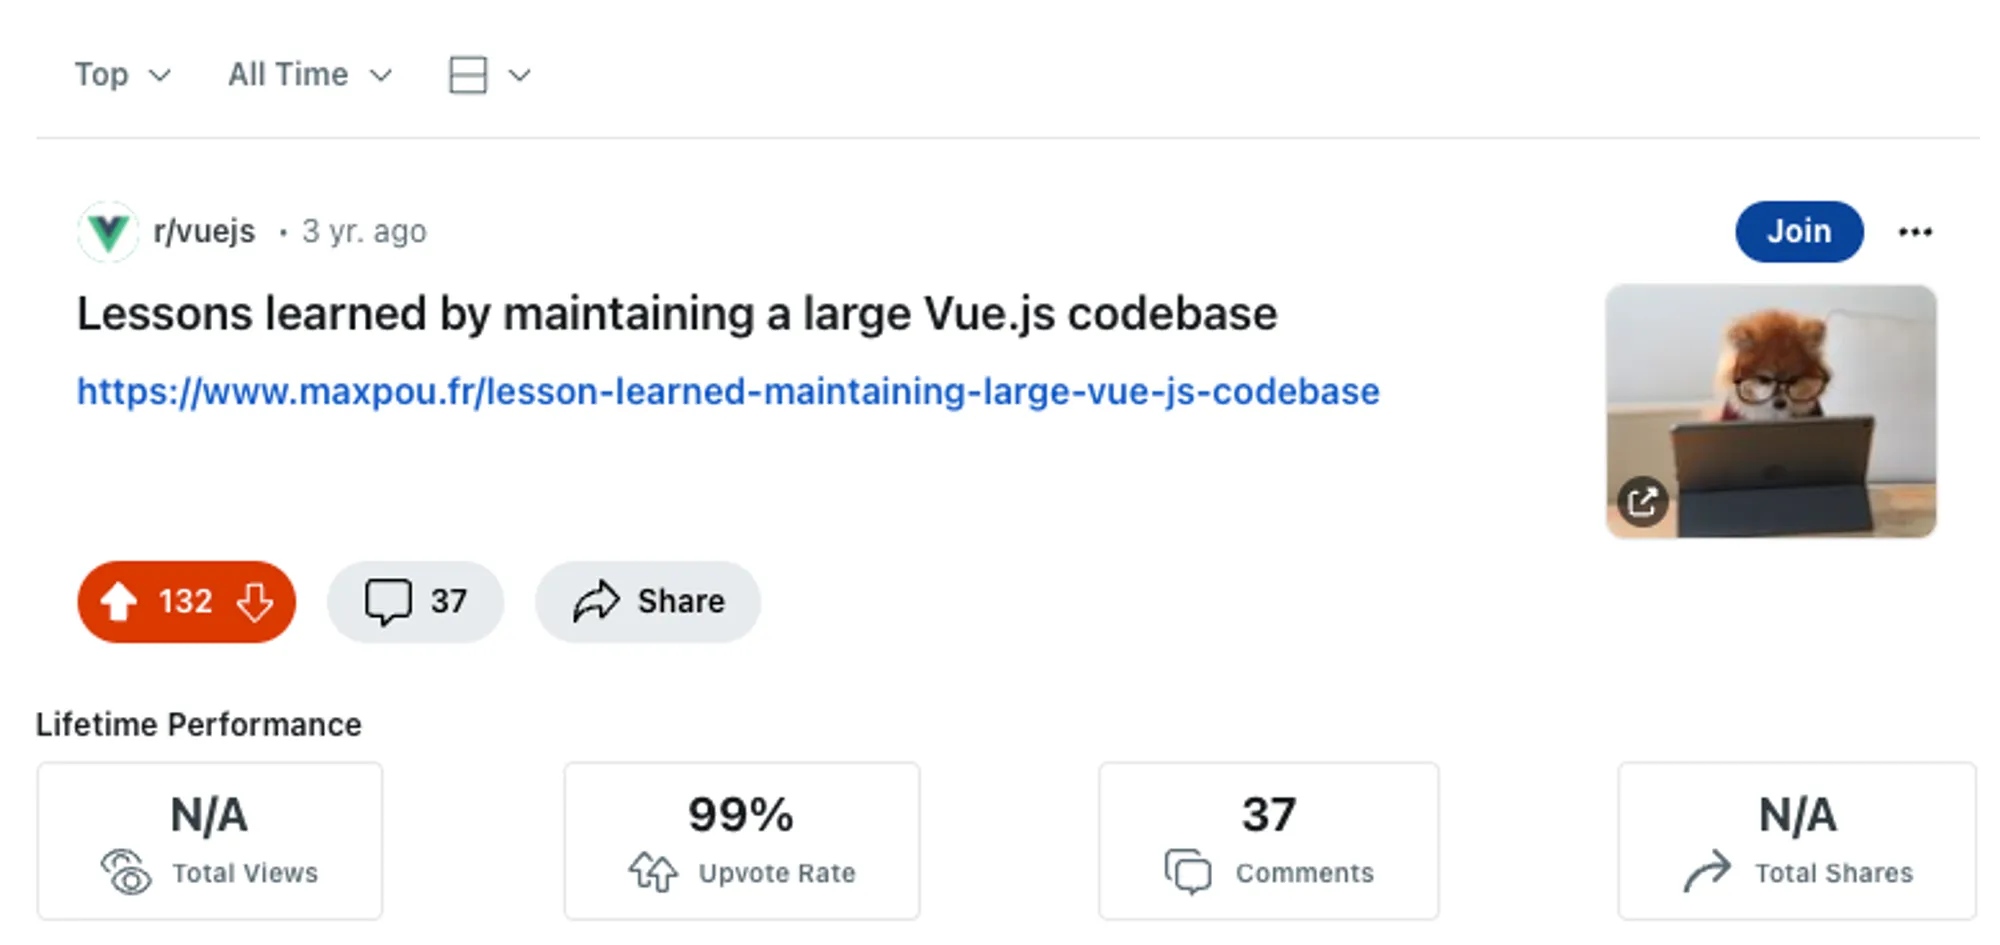 Top All Time
r/vuejs • 3 yr. ago
Join
Lessons learned by maintaining a large Vue.js codebase
https://www.maxpou.fr/lesson-learned-maintaining-large-vue-js-codebase
132 37 Share
Lifetime Performance
N/A 99% 37 N/A
Total Views Upvote Rate Comments Total Shares